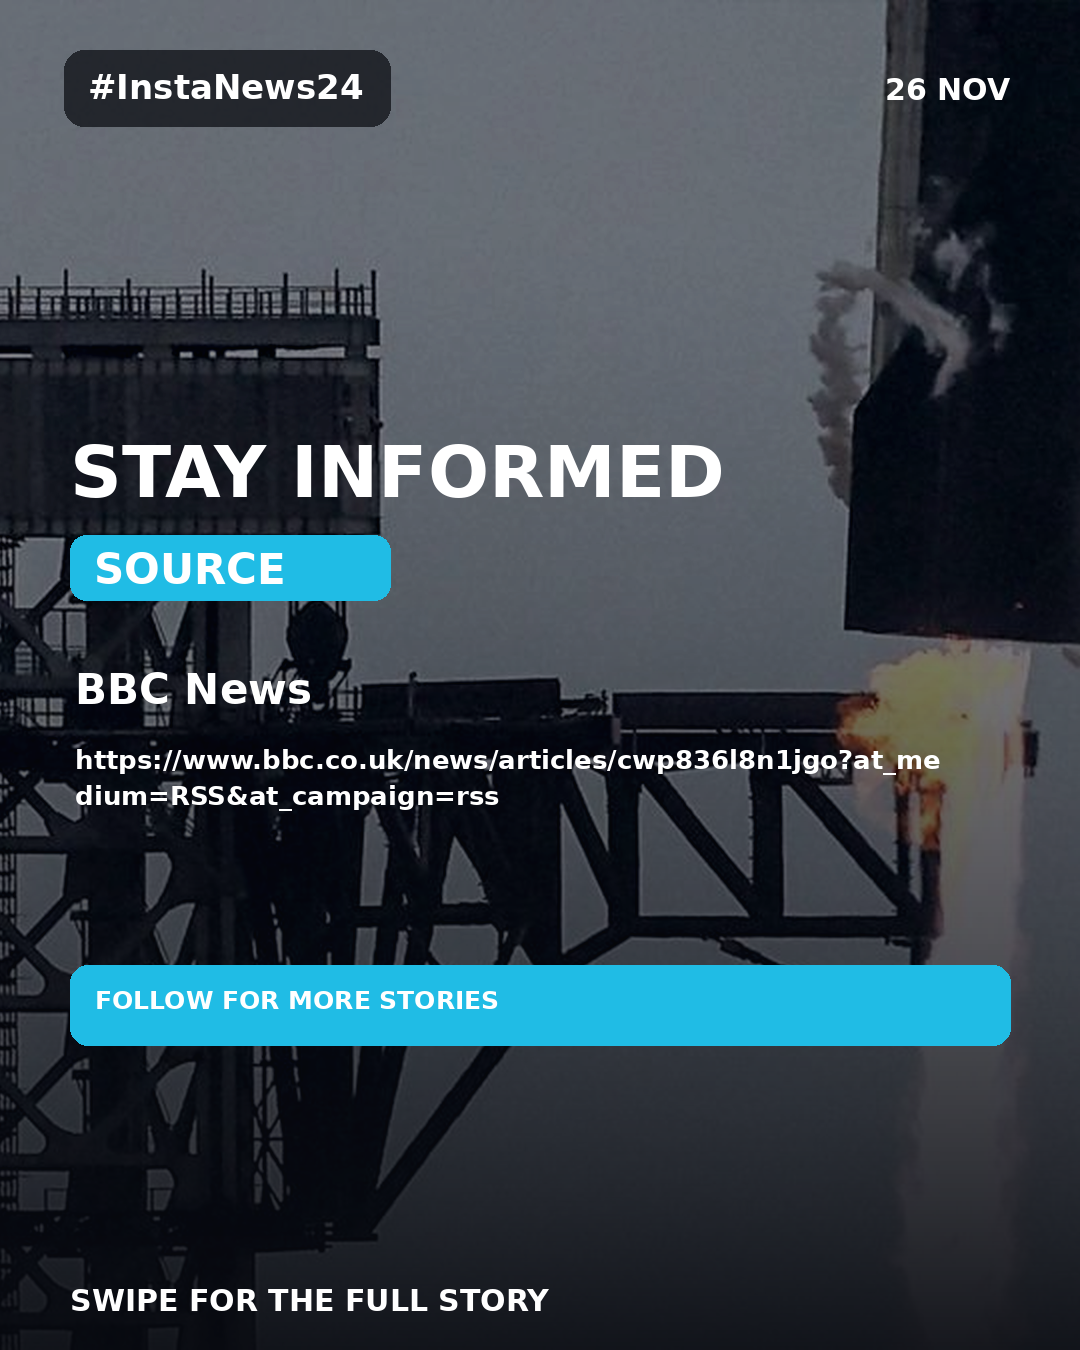 #InstaNews24
26 NOV
STAY INFORMED
SOURCE
BBC News
https://www.bbc.co.uk/news/articles/cwp836l8n1jgo?at_me
dium=RSS&at_campaign=rss
FOLLOW FOR MORE STORIES
SWIPE FOR THE FULL STORY